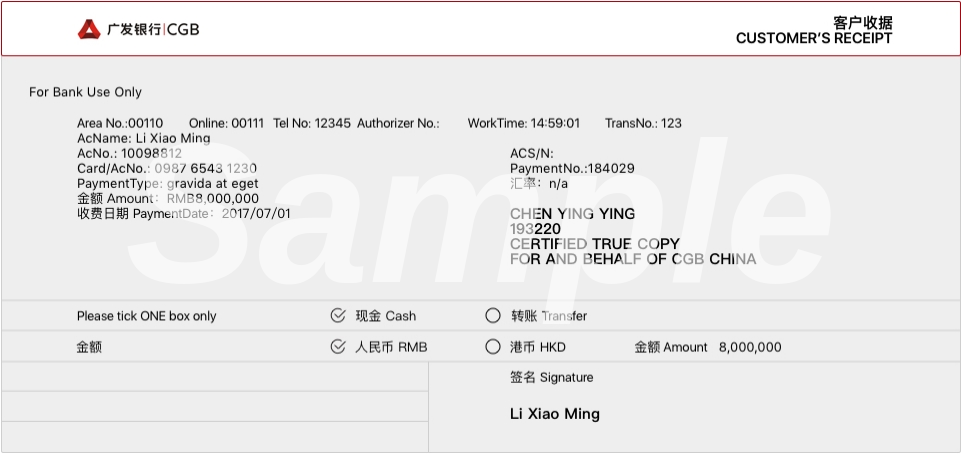 广发银行|CGB
客户收据
CUSTOMER'S RECEIPT
For Bank Use Only
Area No.:00110 Online: 00111 Tel No: 12345 Authorizer No.: WorkTime: 14:59:01 TransNo.: 123
AcName: Li Xiao Ming
AcNo.: 10098812 ACS/N:
Card/AcNo.: 0987 6543 1230 PaymentNo.:184029
PaymentType: gravida at eget 汇率：n/a
金额 Amount：RMB8,000,000
收费日期 PaymentDate：2017/07/01 CHEN YING YING
193220
CERTIFIED TRUE COPY
FOR AND BEHALF OF CGB CHINA
Sample
Please tick ONE box only 现金 Cash 转账 Transfer
金额 人民币 RMB 港币 HKD 金额 Amount 8,000,000
签名 Signature
Li Xiao Ming